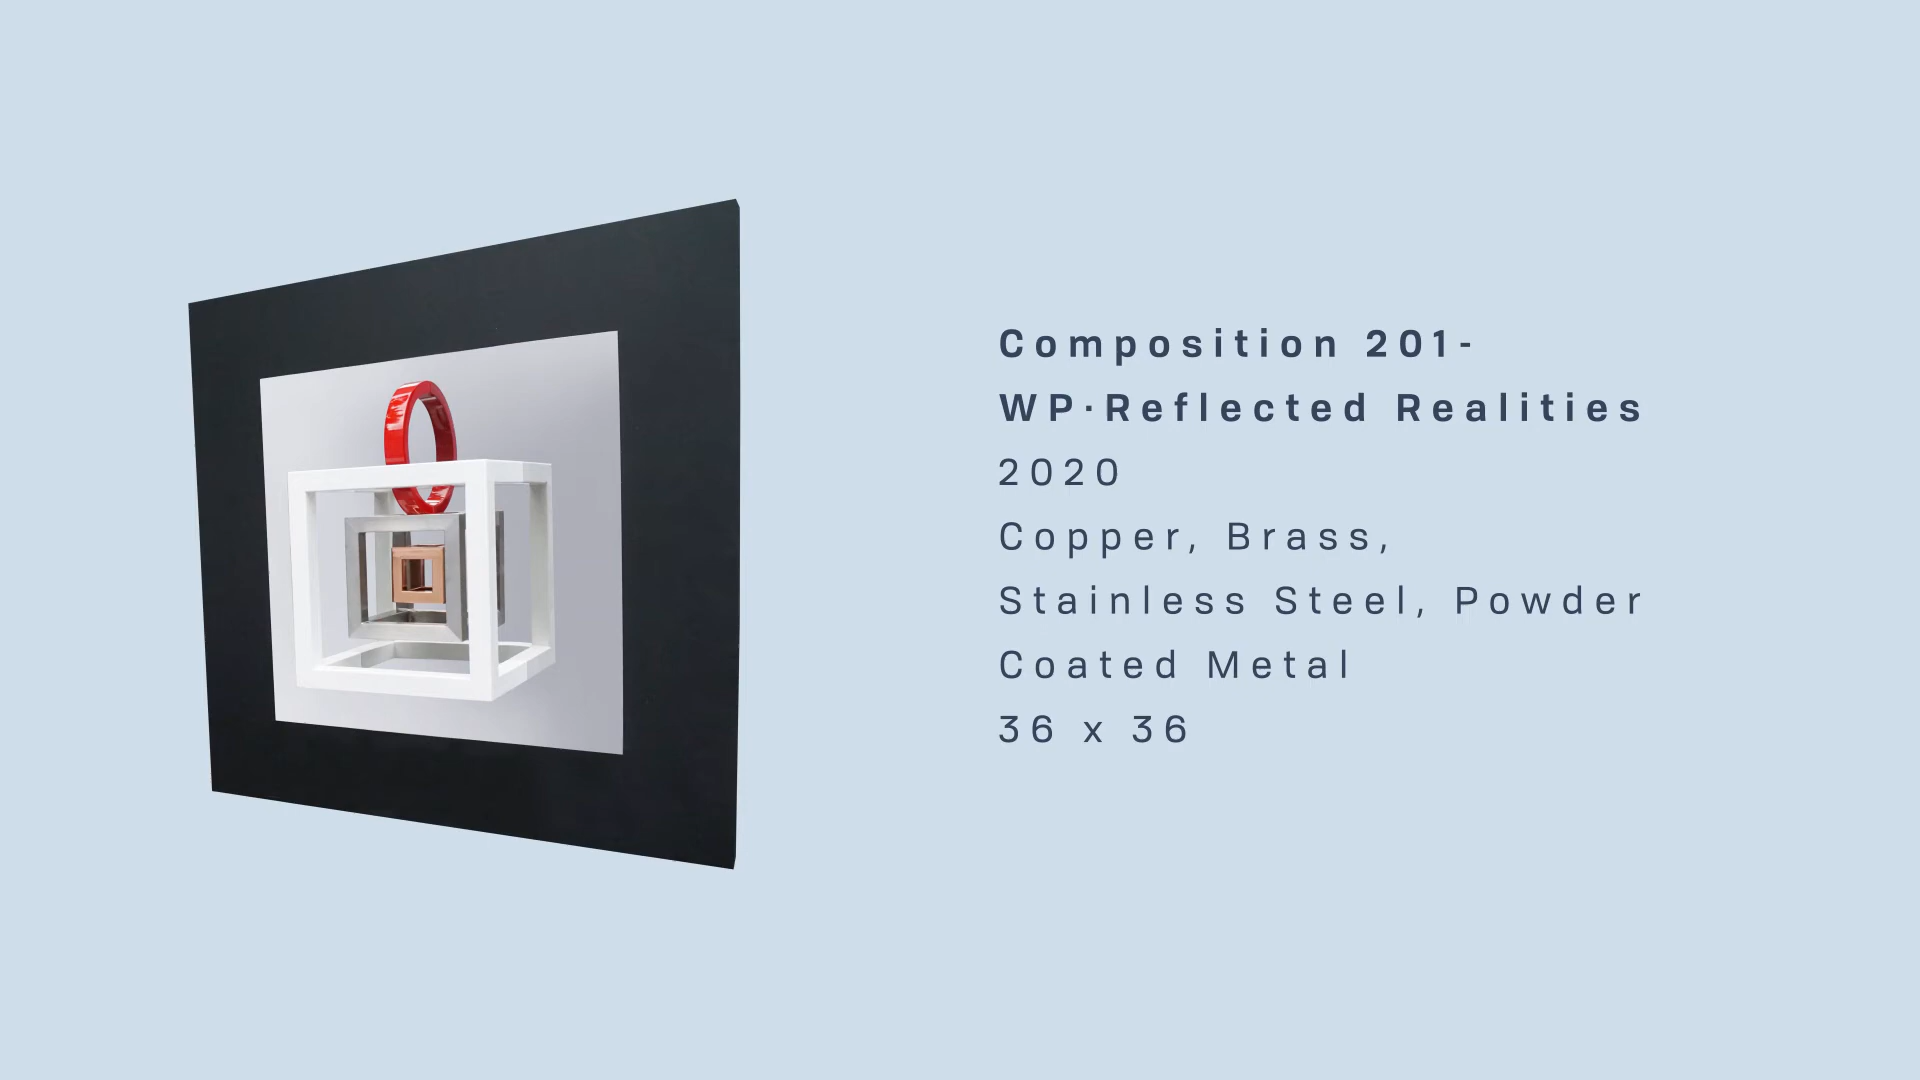 Composition 201-
WP·Reflected Realities
2020
Copper, Brass,
Stainless Steel, Powder
Coated Metal
36 x 36